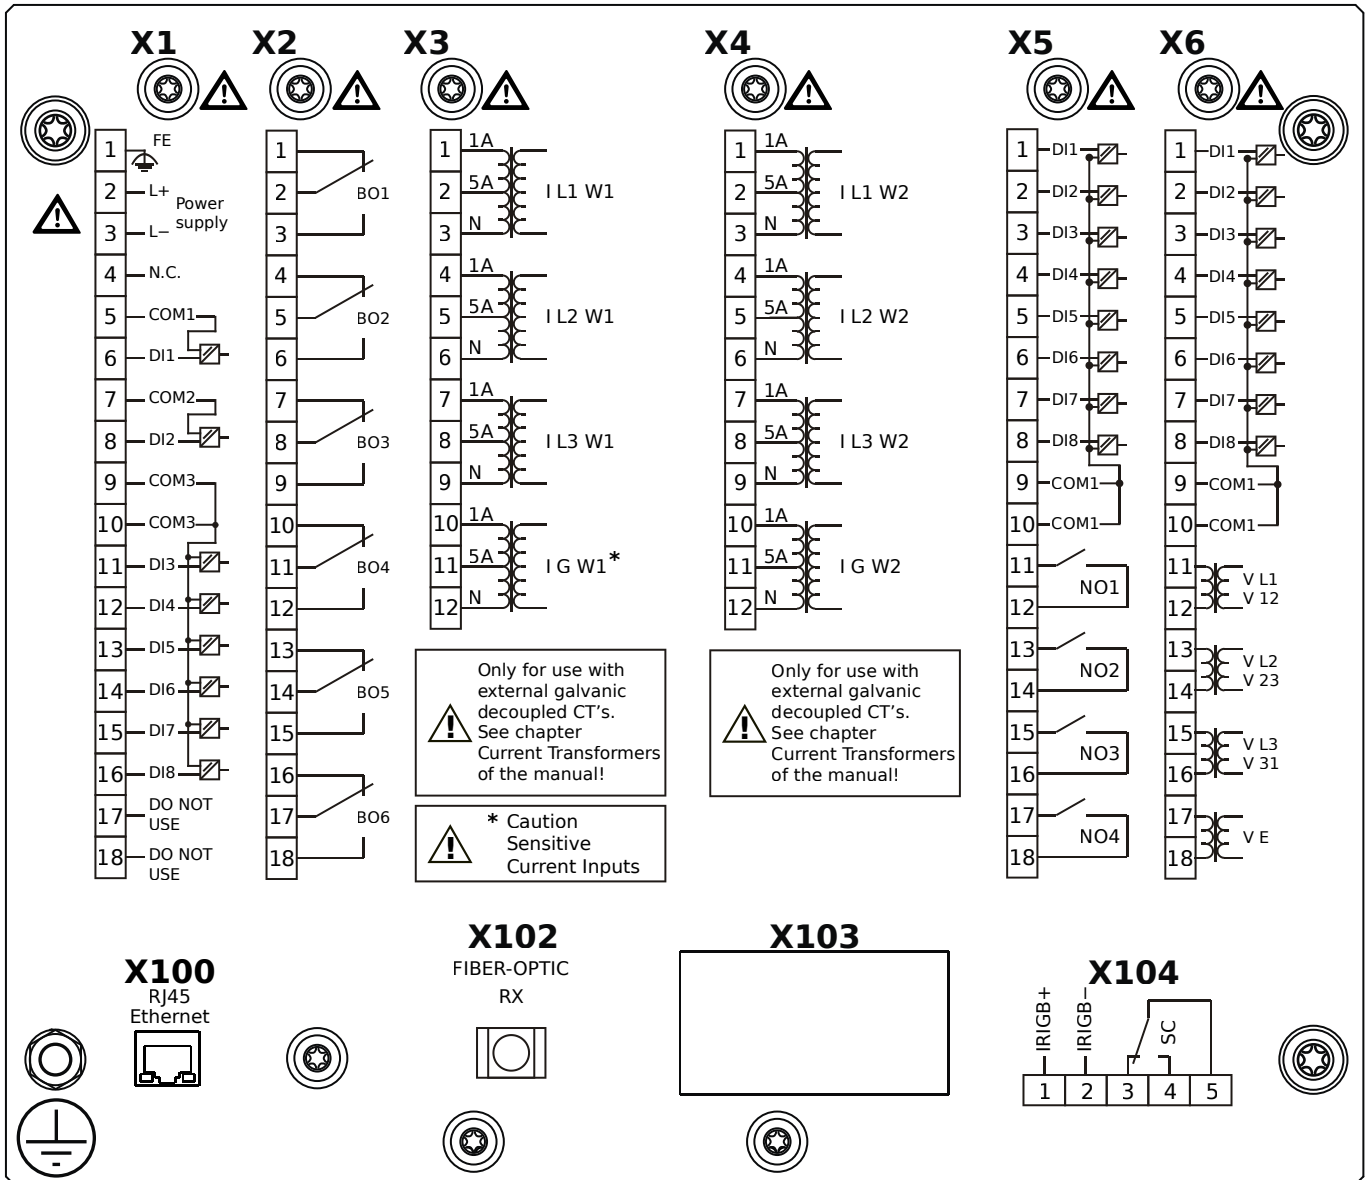 X1
X2
X3
X4
X5
X6
1 FE
2 L+
Power
supply
3 L−
4 N.C.
5 COM1
6 DI1
7 COM2
8 DI2
9 COM3
10 COM3
11 DI3
12 DI4
13 DI5
14 DI6
15 DI7
16 DI8
17 DO NOT
USE
18 DO NOT
USE
1
2 BO1
3
4
5 BO2
6
7
8 BO3
9
10
11 BO4
12
13
14 BO5
15
16
17 BO6
18
1 1A
2 5A I L1 W1
3 N
4 1A
5 5A I L2 W1
6 N
7 1A
8 5A I L3 W1
9 N
10 1A
11 5A I G W1*
12 N
Only for use with
external galvanic
decoupled CT's.
See chapter
Current Transformers
of the manual!
* Caution
Sensitive
Current Inputs
1 1A
2 5A I L1 W2
3 N
4 1A
5 5A I L2 W2
6 N
7 1A
8 5A I L3 W2
9 N
10 1A
11 5A I G W2
12 N
Only for use with
external galvanic
decoupled CT's.
See chapter
Current Transformers
of the manual!
1 DI1
2 DI2
3 DI3
4 DI4
5 DI5
6 DI6
7 DI7
8 DI8
9 COM1
10 COM1
11
NO1
12
13
NO2
14
15
NO3
16
17
NO4
18
1 DI1
2 DI2
3 DI3
4 DI4
5 DI5
6 DI6
7 DI7
8 DI8
9 COM1
10 COM1
11 V L1
12 V 12
13 V L2
14 V 23
15 V L3
16 V 31
17
V E
18
X100
RJ45
Ethernet
X102
FIBER-OPTIC
RX
X103
X104
IRIGB+
IRIGB−
SC
1 2 3 4 5